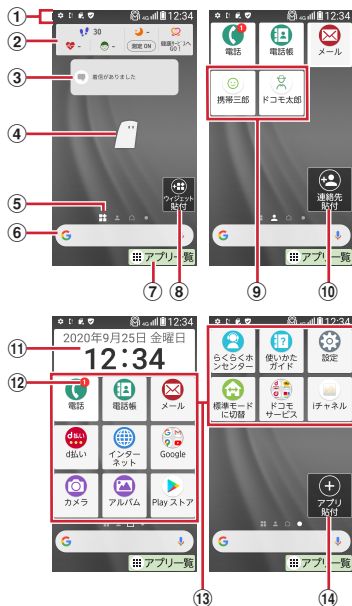 ①
12:34
12:34
②
30
測定 ON
健康サービスへGO!
電話
電話帳
メール
③
着信がありました
携帯三郎
ドコモ太郎
④
ウィジェット
貼付
連絡先
貼付
⑤
⑥
アプリ一覧
アプリ一覧
⑦
⑧
⑨
⑩
12:34
12:34
⑪
2020年9月25日 金曜日
12:34
らくらくホ
ンセンター
使いかた
ガイド
設定
⑫
電話
電話帳
メール
標準モード
に切替
ドコモ
サービス
iチャネル
d払い
d払い
インター
ネット
Google
カメラ
アルバム
Play ストア
アプリ
貼付
アプリ一覧
アプリ一覧
⑬
⑭